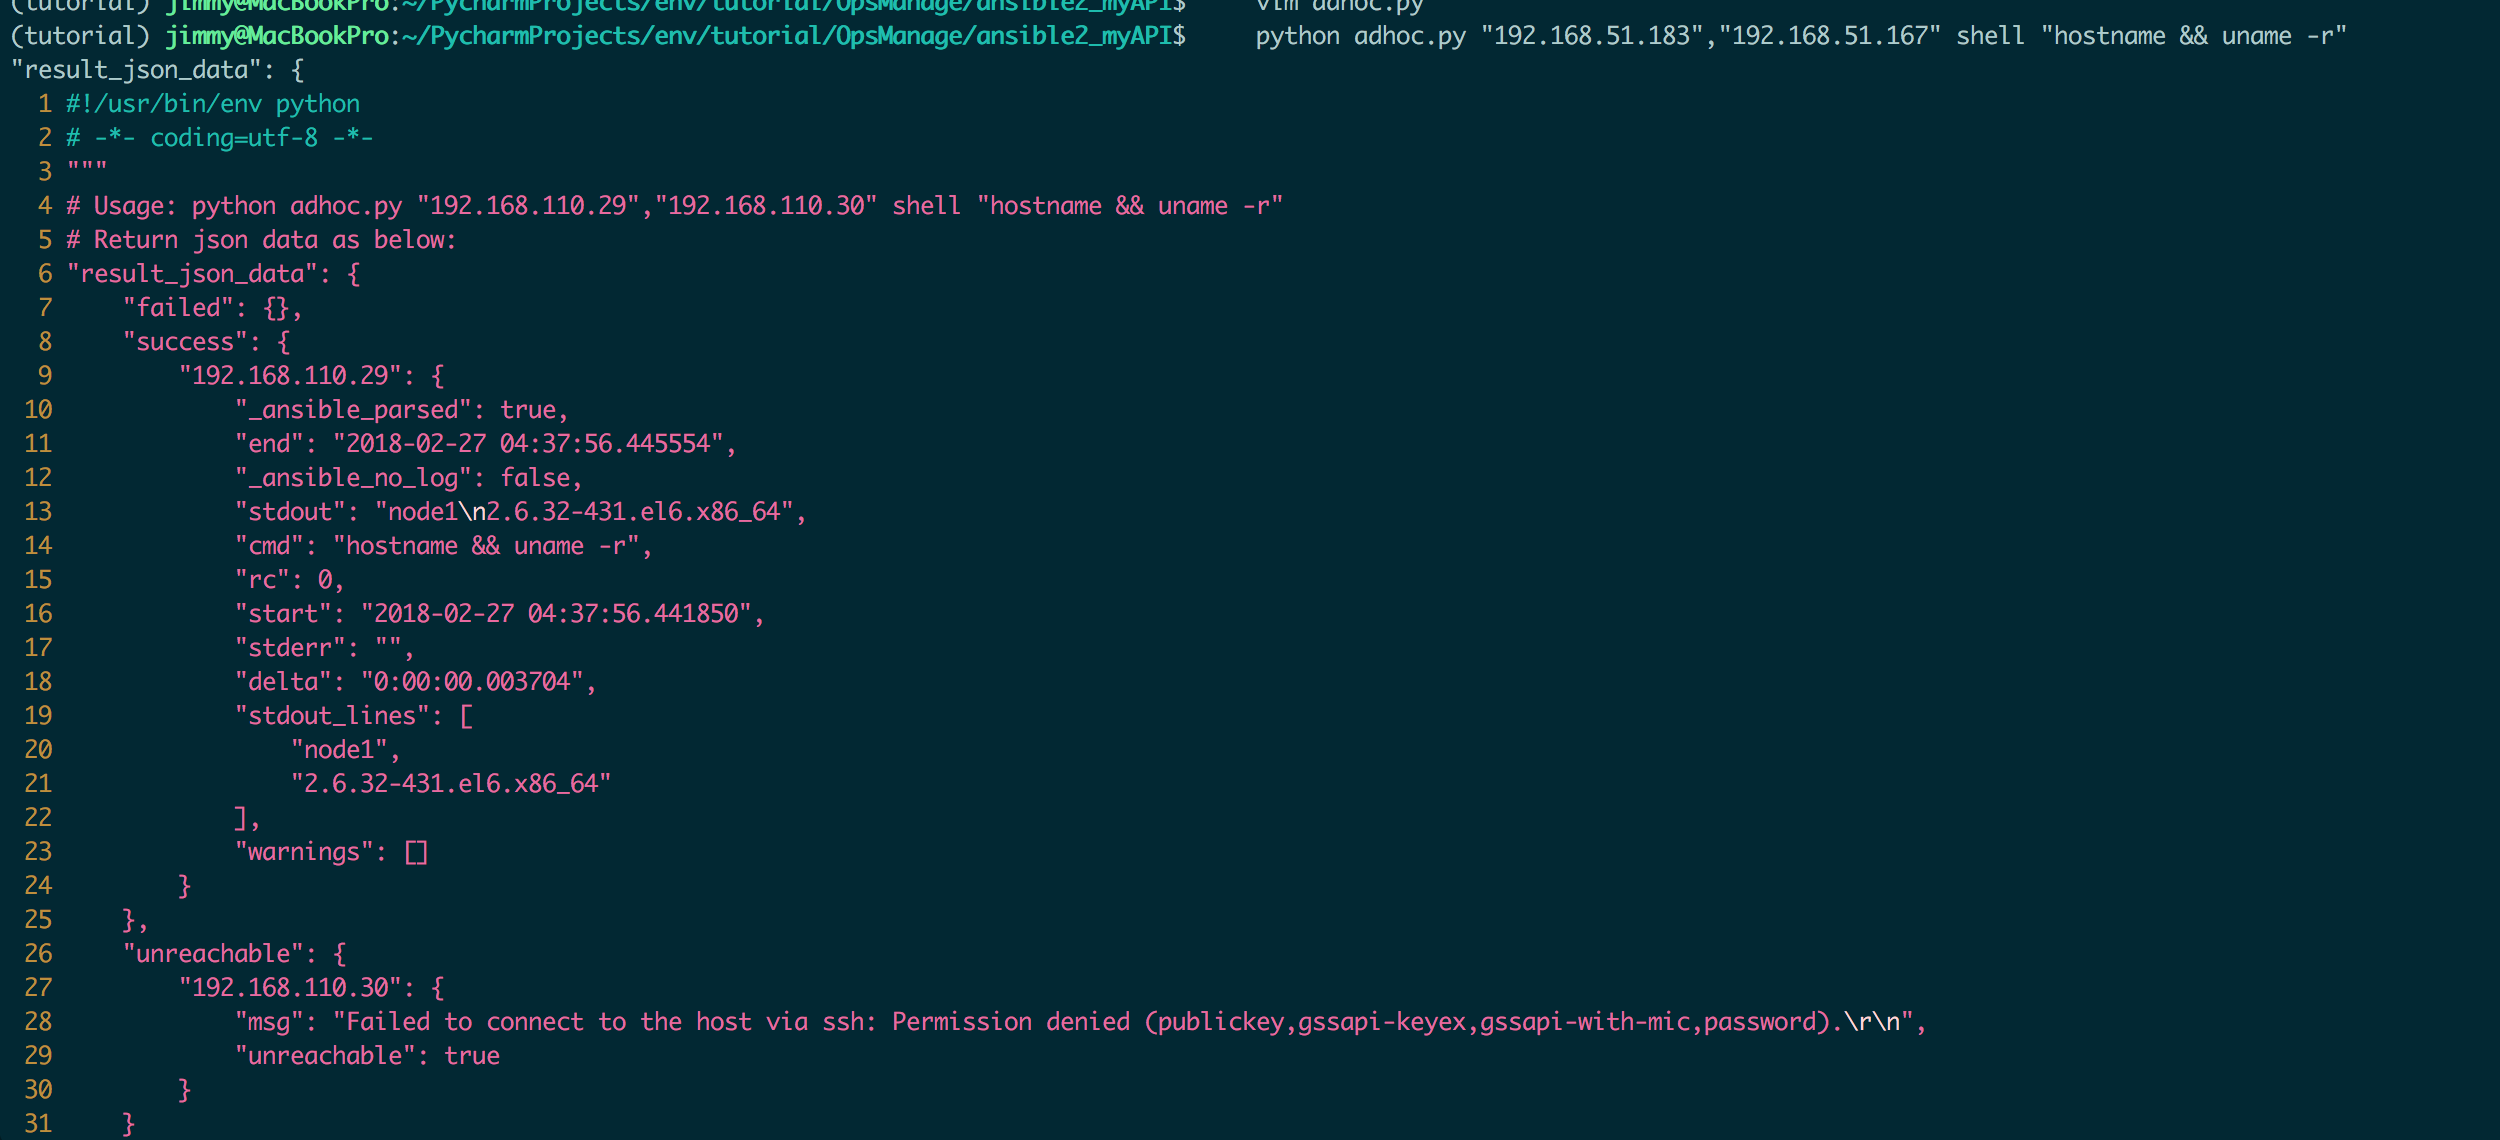 (tutorial) jimmy@MacBookPro:~/PycharmProjects/env/tutorial/OpsManage/ansible2_myAPI$     vim adhoc.py
(tutorial) jimmy@MacBookPro:~/PycharmProjects/env/tutorial/OpsManage/ansible2_myAPI$     python adhoc.py "192.168.51.183","192.168.51.167" shell "hostname && uname -r"
"result_json_data": {
  1 #!/usr/bin/env python
  2 # -*- coding=utf-8 -*-
  3 """
  4 # Usage: python adhoc.py "192.168.110.29","192.168.110.30" shell "hostname && uname -r"
  5 # Return json data as below:
  6 "result_json_data": {
  7     "failed": {},
  8     "success": {
  9         "192.168.110.29": {
 10             "_ansible_parsed": true,
 11             "end": "2018-02-27 04:37:56.445554",
 12             "_ansible_no_log": false,
 13             "stdout": "node1\n2.6.32-431.el6.x86_64",
 14             "cmd": "hostname && uname -r",
 15             "rc": 0,
 16             "start": "2018-02-27 04:37:56.441850",
 17             "stderr": "",
 18             "delta": "0:00:00.003704",
 19             "stdout_lines": [
 20                 "node1",
 21                 "2.6.32-431.el6.x86_64"
 22             ],
 23             "warnings": []
 24         }
 25     },
 26     "unreachable": {
 27         "192.168.110.30": {
 28             "msg": "Failed to connect to the host via ssh: Permission denied (publickey,gssapi-keyex,gssapi-with-mic,password).\r\n",
 29             "unreachable": true
 30         }
 31     }